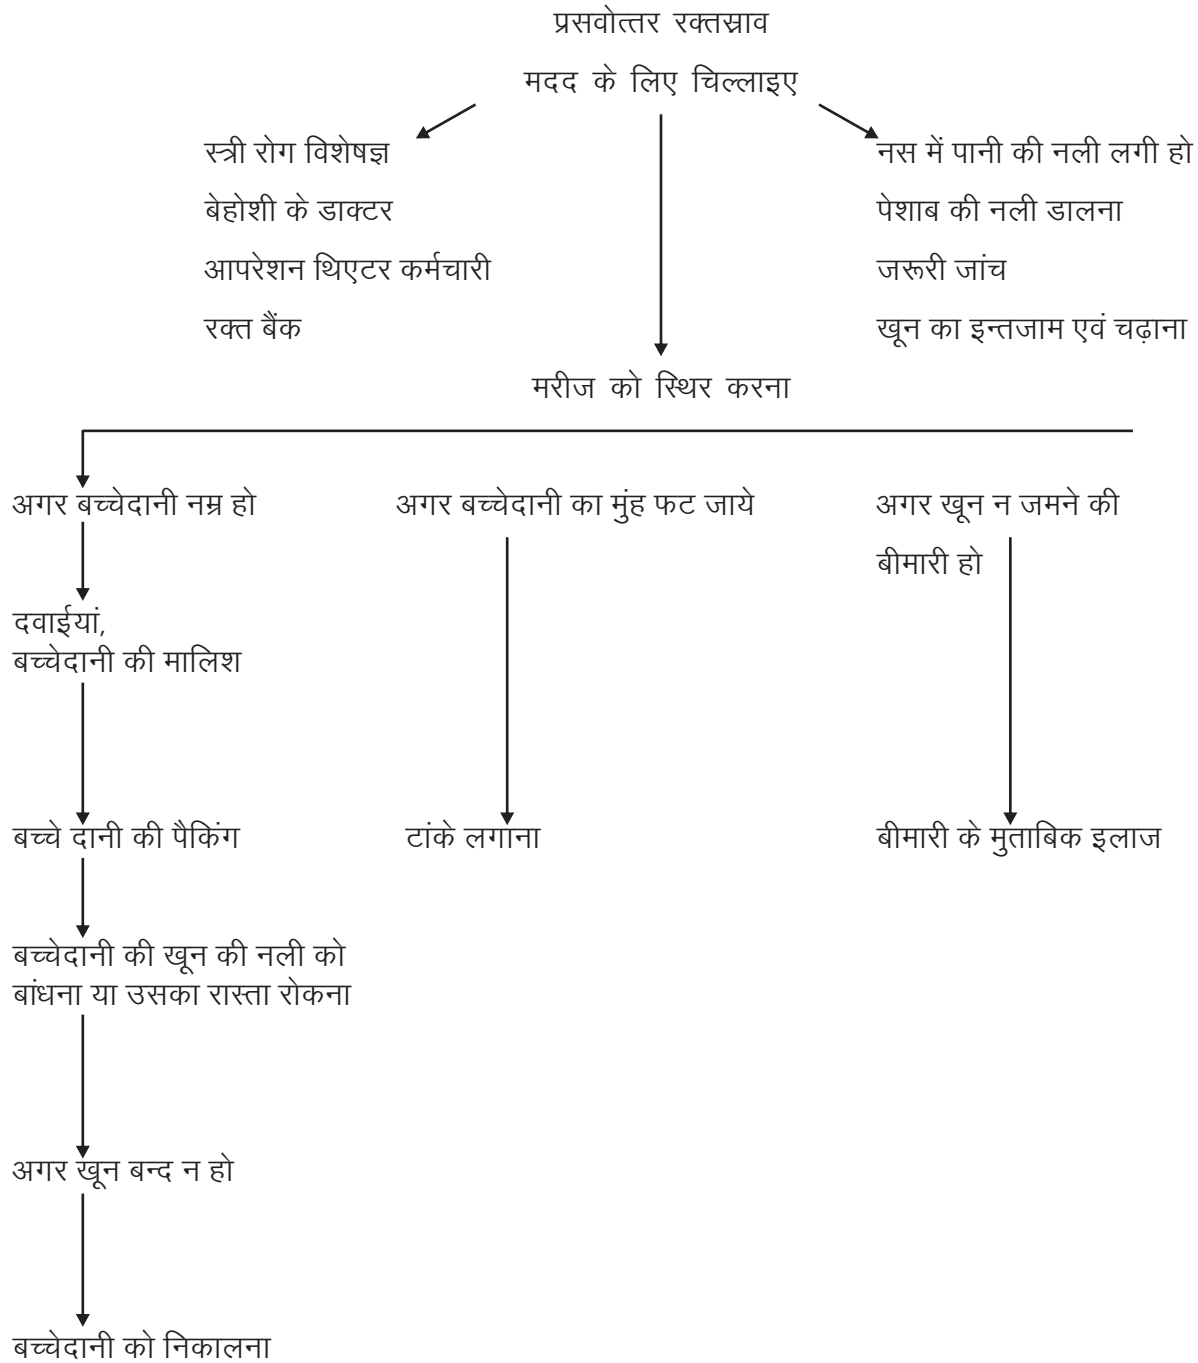 प्रसवोत्तर रक्तस्राव
मदद के लिए चिल्लाइए
स्त्री रोग विशेषज्ञ
बेहोशी के डाक्टर
आपरेशन थिएटर कर्मचारी
रक्त बैंक
नस में पानी की नली लगी हो
पेशाब की नली डालना
जरूरी जांच
खून का इन्तजाम एवं चढ़ाना
मरीज को स्थिर करना
अगर बच्चेदानी नम्र हो
दवाईयां,
बच्चेदानी की मालिश
बच्चे दानी की पैकिंग
बच्चेदानी की खून की नली को
बांधना या उसका रास्ता रोकना
अगर खून बन्द न हो
बच्चेदानी को निकालना
अगर बच्चेदानी का मुंह फट जाये
टांके लगाना
अगर खून न जमने की
बीमारी हो
बीमारी के मुताबिक इलाज